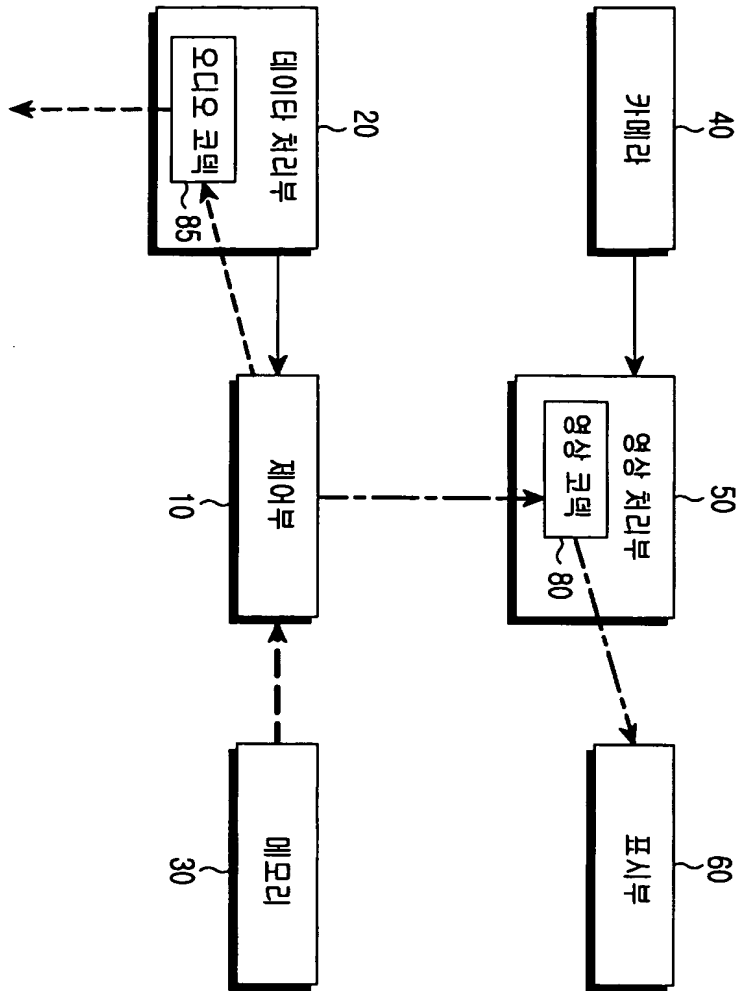 40
카메라
50
영상 처리부
영상 코덱
80
60
표시부
20
데이타 처리부
오디오 코덱
85
제어부
10
메모리
30